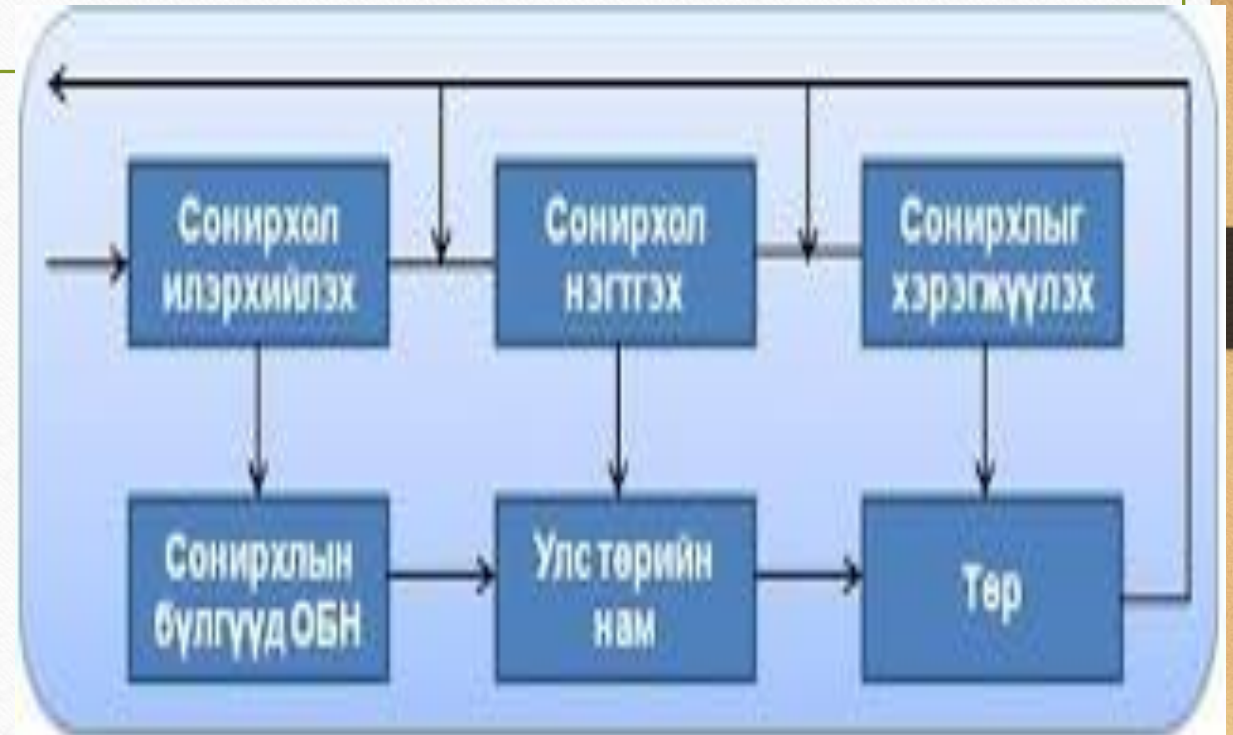 Сонирхол
илэрхийлэх
Сонирхол
нэгтгэх
Сонирхлыг
хэрэгжүүлэх
Сонирхлын
бүлгүүд ОБН
Улс төрийн
нам
Төр